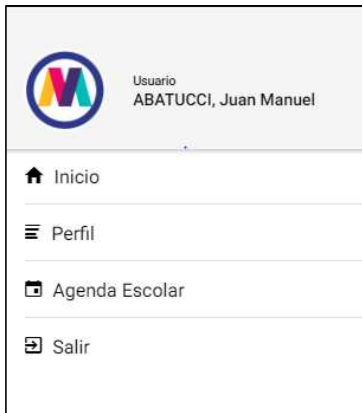 Usuario
ABATUCCI, Juan Manuel
Inicio
Perfil
Agenda Escolar
Salir